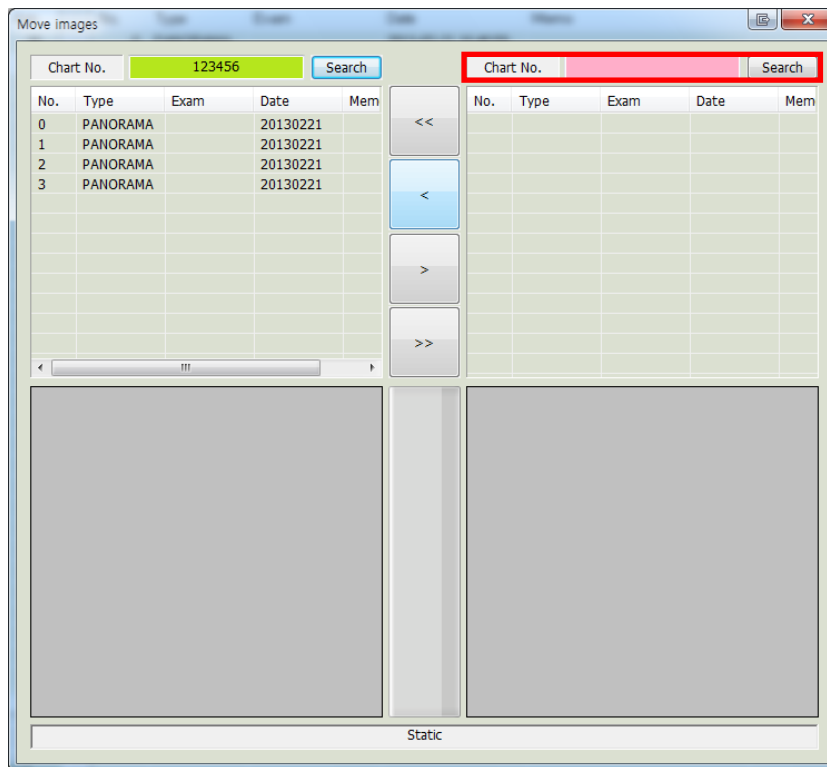 Move images
Chart No. 123456 Search
Chart No. Search
No. Type Exam Date Mem
0 PANORAMA 20130221
1 PANORAMA 20130221
2 PANORAMA 20130221
3 PANORAMA 20130221
<<
<
>
>>
No. Type Exam Date Mem
Static